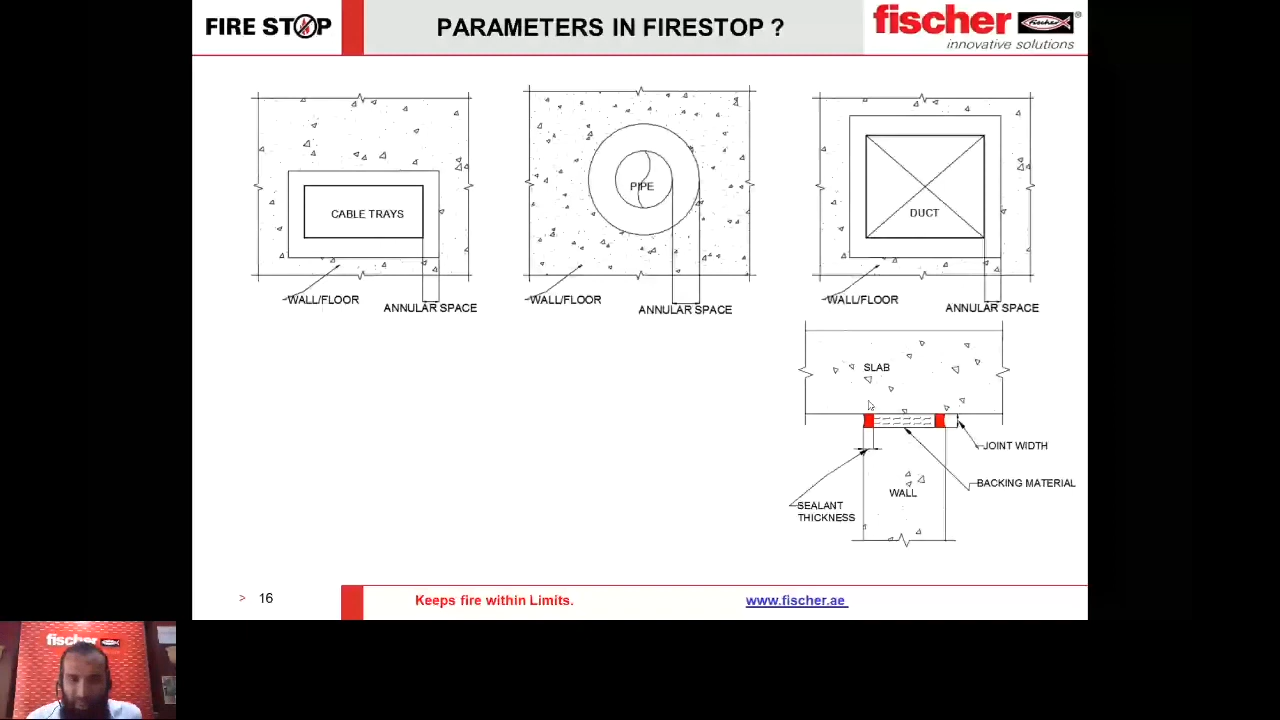 FIRE STOP
PARAMETERS IN FIRESTOP ?
fischer
fischer
innovative solutions
CABLE TRAYS
PIPE
DUCT
WALL/FLOOR
ANNULAR SPACE
WALL/FLOOR
ANNULAR SPACE
WALL/FLOOR
ANNULAR SPACE
SLAB
JOINT WIDTH
BACKING MATERIAL
WALL
SEALANT
THICKNESS
> 16
Keeps fire within Limits.
www.fischer.ae
fischer